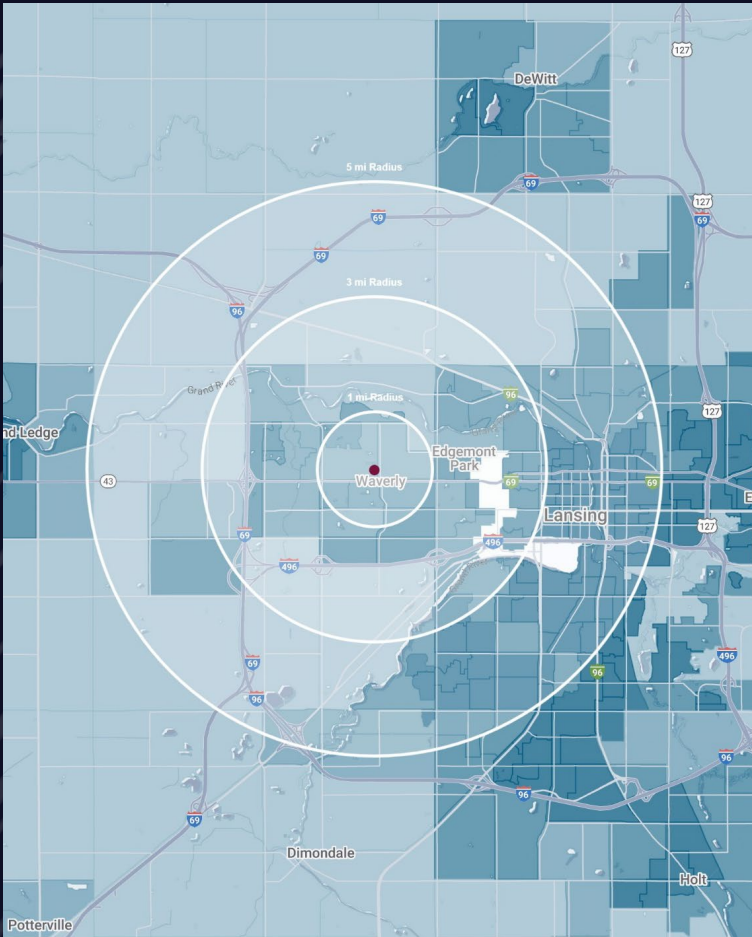 127
DeWitt
5 mi Radius
69
127
69
69
69
3 mi Radius
96
Grand River
96
1 mi Radius
127
nd Ledge
Edgemont
Park
43
Waverly
69
69
E
Lansing
127
69
496
496
69
496
96
96
96
96
69
Dimondale
Holt
Potterville